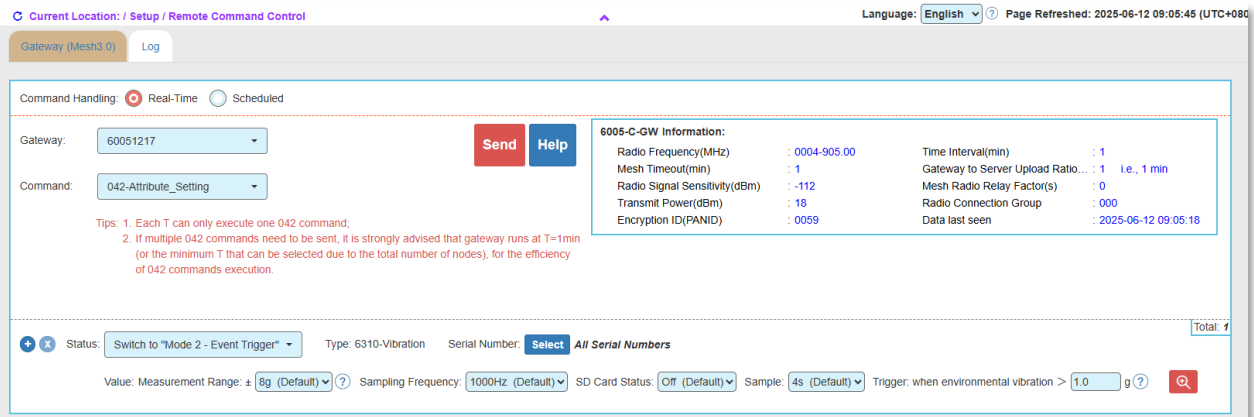 Current Location: / Setup / Remote Command Control
Language: English ? Page Refreshed: 2025-06-12 09:05:45 (UTC+080
Gateway (Mesh3.0) Log
Command Handling: Real-Time Scheduled
Gateway: 60051217
Send Help
Command: 042-Attribute_Setting
Tips: 1. Each T can only execute one 042 command;
2. If multiple 042 commands need to be sent, it is strongly advised that gateway runs at T=1min
(or the minimum T that can be selected due to the total number of nodes), for the efficiency
of 042 commands execution.
6005-C-GW Information:
Radio Frequency(MHz) : 0004-905.00 Time Interval(min) : 1
Mesh Timeout(min) : 1 Gateway to Server Upload Ratio... : 1 i.e., 1 min
Radio Signal Sensitivity(dBm) : -112 Mesh Radio Relay Factor(s) : 0
Transmit Power(dBm) : 18 Radio Connection Group : 000
Encryption ID(PANID) : 0059 Data last seen : 2025-06-12 09:05:18
Total: 1
+ x Status: Switch to "Mode 2 - Event Trigger" Type: 6310-Vibration Serial Number: Select All Serial Numbers
Value: Measurement Range: ± 8g (Default) ? Sampling Frequency: 1000Hz (Default) SD Card Status: Off (Default) Sample: 4s (Default) Trigger: when environmental vibration > 1.0 g ?